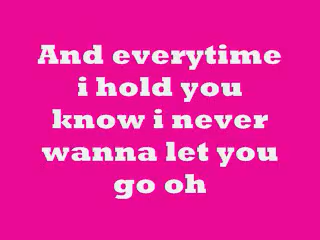 And everytime
i hold you
know i never
wanna let you
go oh